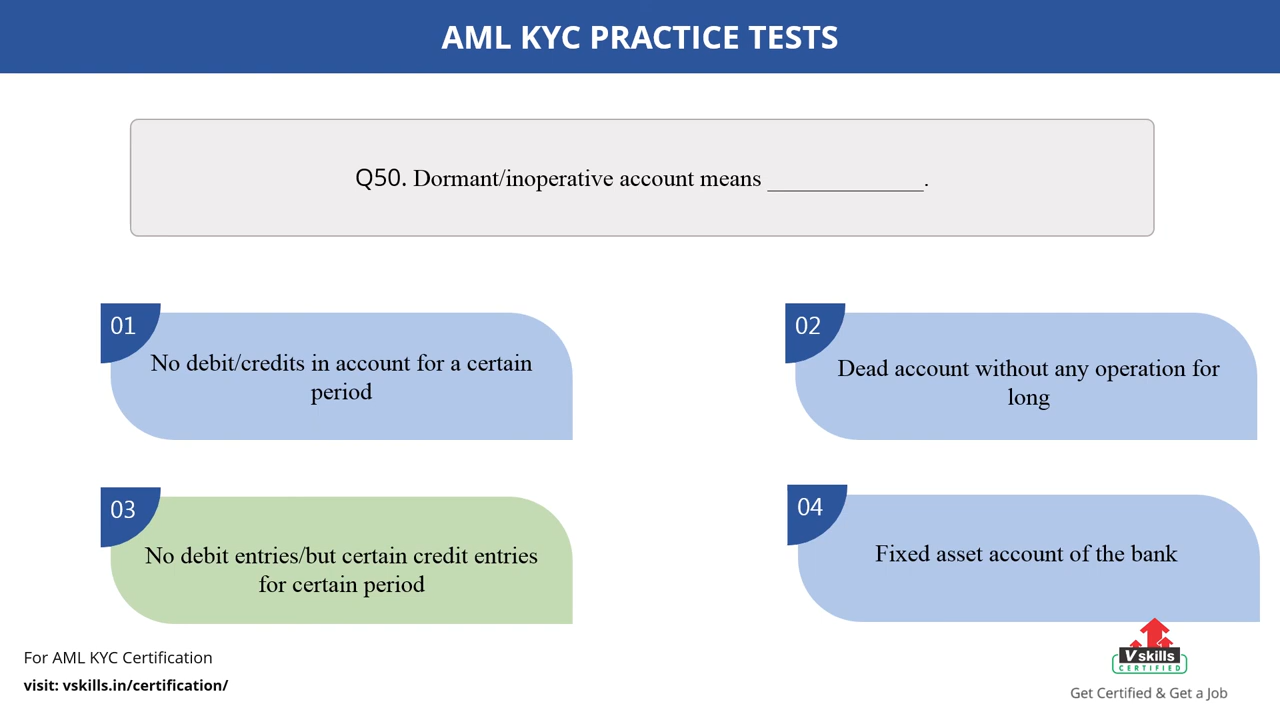 AML KYC PRACTICE TESTS
Q50. Dormant/inoperative account means _____________.
01
No debit/credits in account for a certain
period
02
Dead account without any operation for
long
03
No debit entries/but certain credit entries
for certain period
04
Fixed asset account of the bank
For AML KYC Certification
visit: vskills.in/certification/
Vskills
CERTIFIED
Get Certified & Get a Job